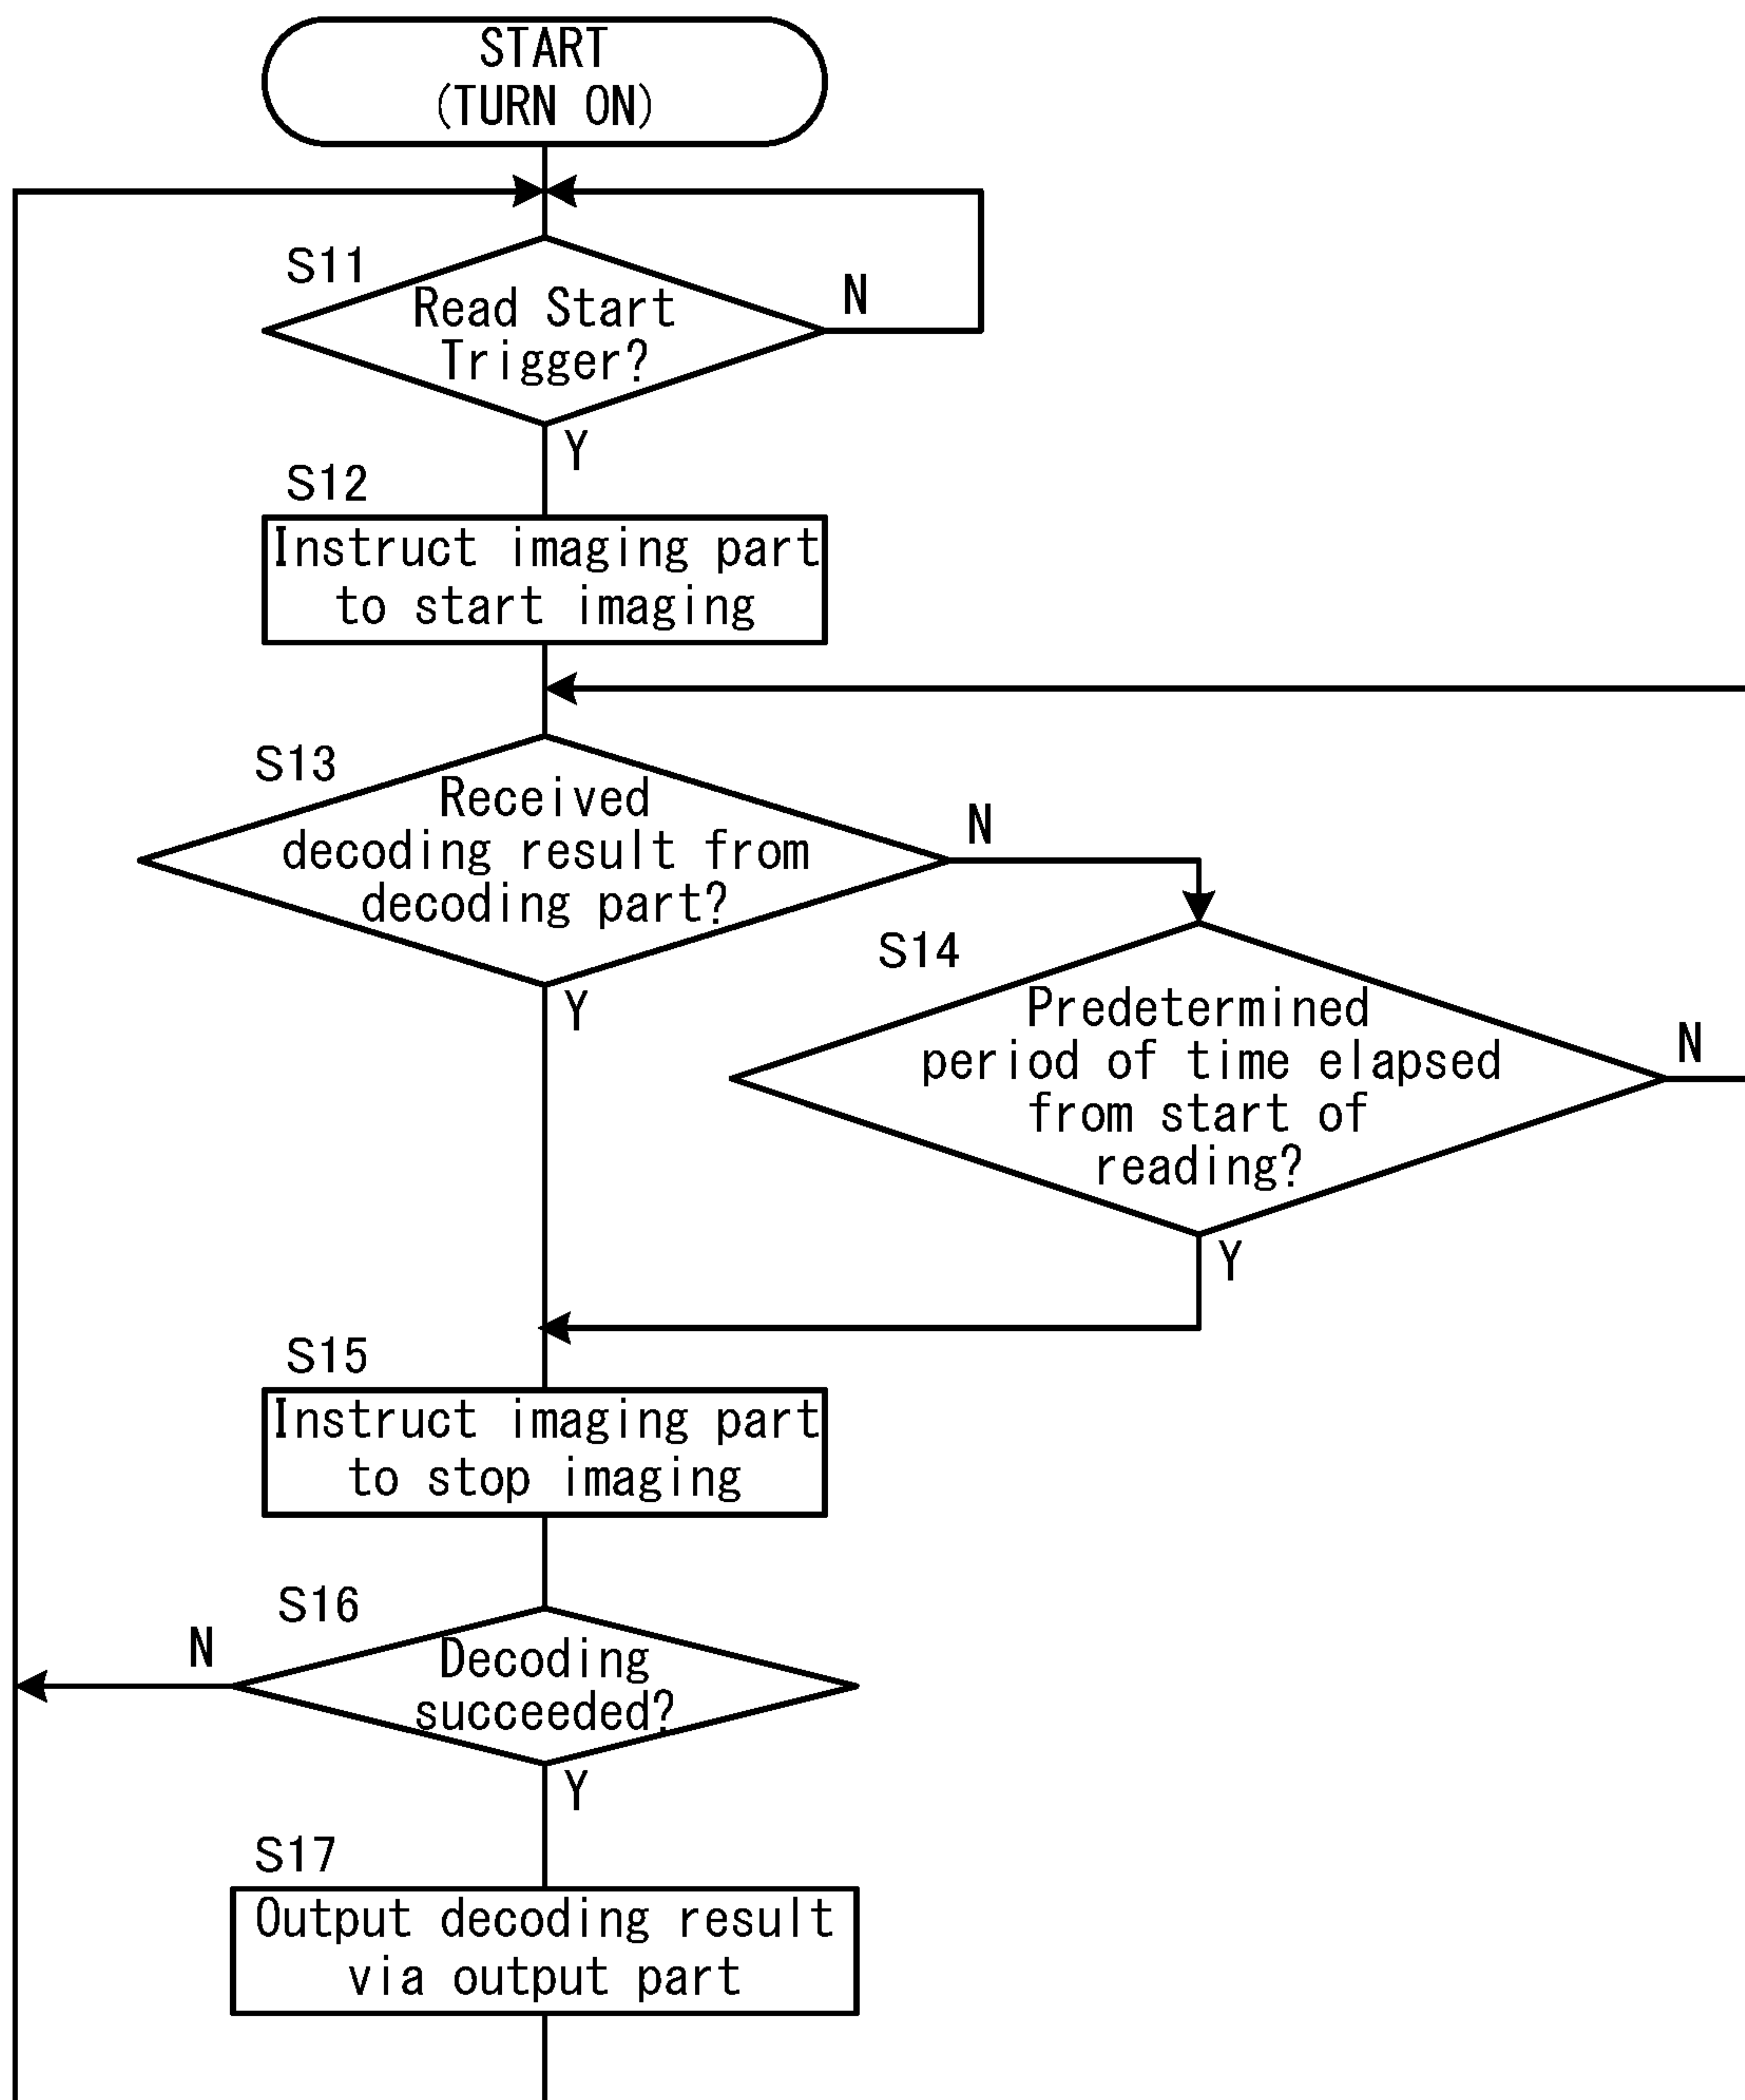 START
(TURN ON)
S11
Read Start
Trigger?
N
Y
S12
Instruct imaging part
to start imaging
S13
Received
decoding result from
decoding part?
N
Y
S14
Predetermined
period of time elapsed
from start of
reading?
N
Y
S15
Instruct imaging part
to stop imaging
S16
Decoding
succeeded?
N
Y
S17
Output decoding result
via output part